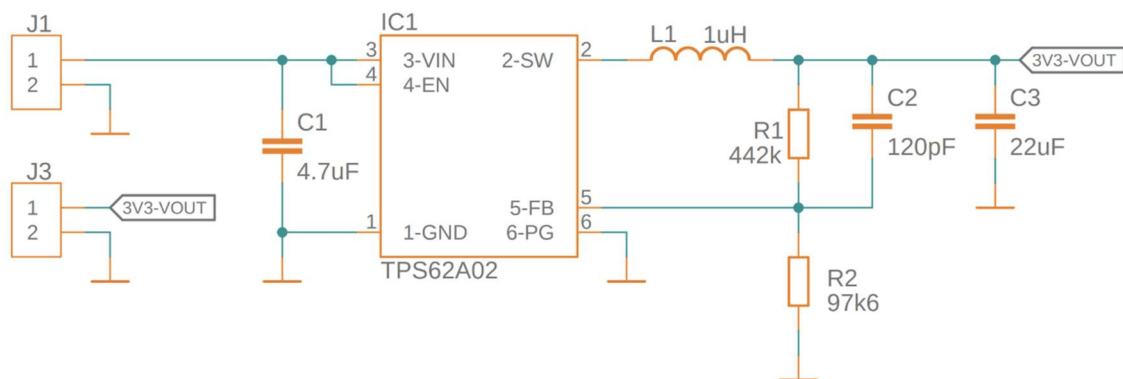 J1
1
2
J3
1
2
3V3-VOUT
C1
4.7uF
IC1
3
4
1
3-VIN
4-EN
1-GND
2-SW
5-FB
6-PG
2
5
6
TPS62A02
L1 1uH
R1
442k
C2
120pF
C3
22uF
3V3-VOUT
R2
97k6